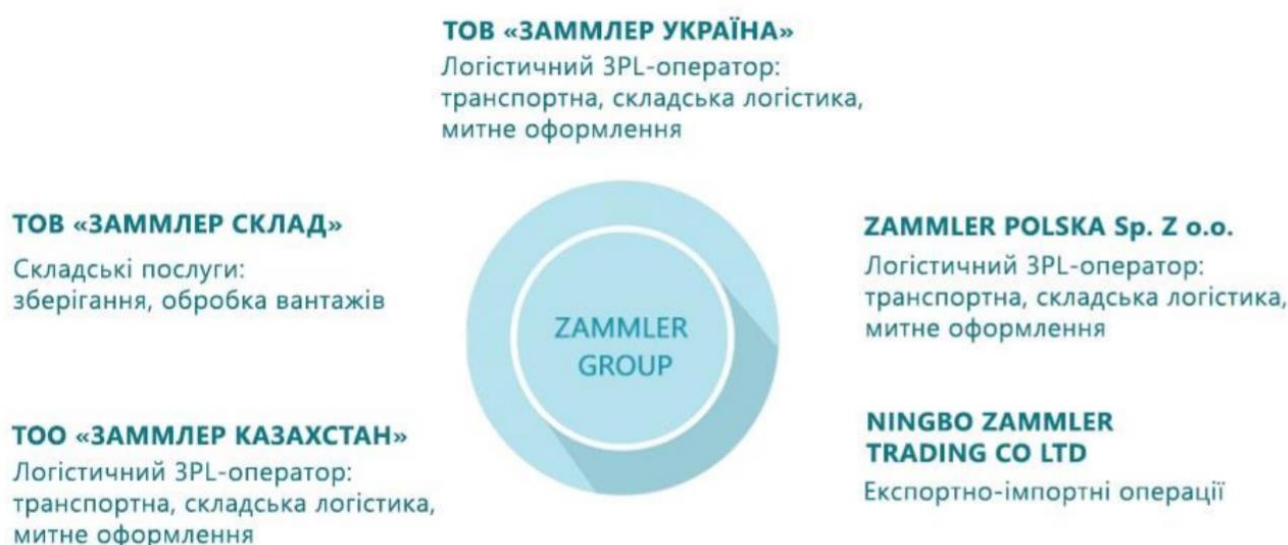 ТОВ «ЗАММЛЕР УКРАЇНА»
Логістичний 3PL-оператор:
транспортна, складська логістика,
митне оформлення
ТОВ «ЗАММЛЕР СКЛАД»
Складські послуги:
зберігання, обробка вантажів
ZAMMLER POLSKA Sp. Z o.o.
Логістичний 3PL-оператор:
транспортна, складська логістика,
митне оформлення
ZAMMLER
GROUP
ТОО «ЗАММЛЕР КАЗАХСТАН»
Логістичний 3PL-оператор:
транспортна, складська логістика,
митне оформлення
NINGBO ZAMMLER
TRADING CO LTD
Експортно-імпортні операції